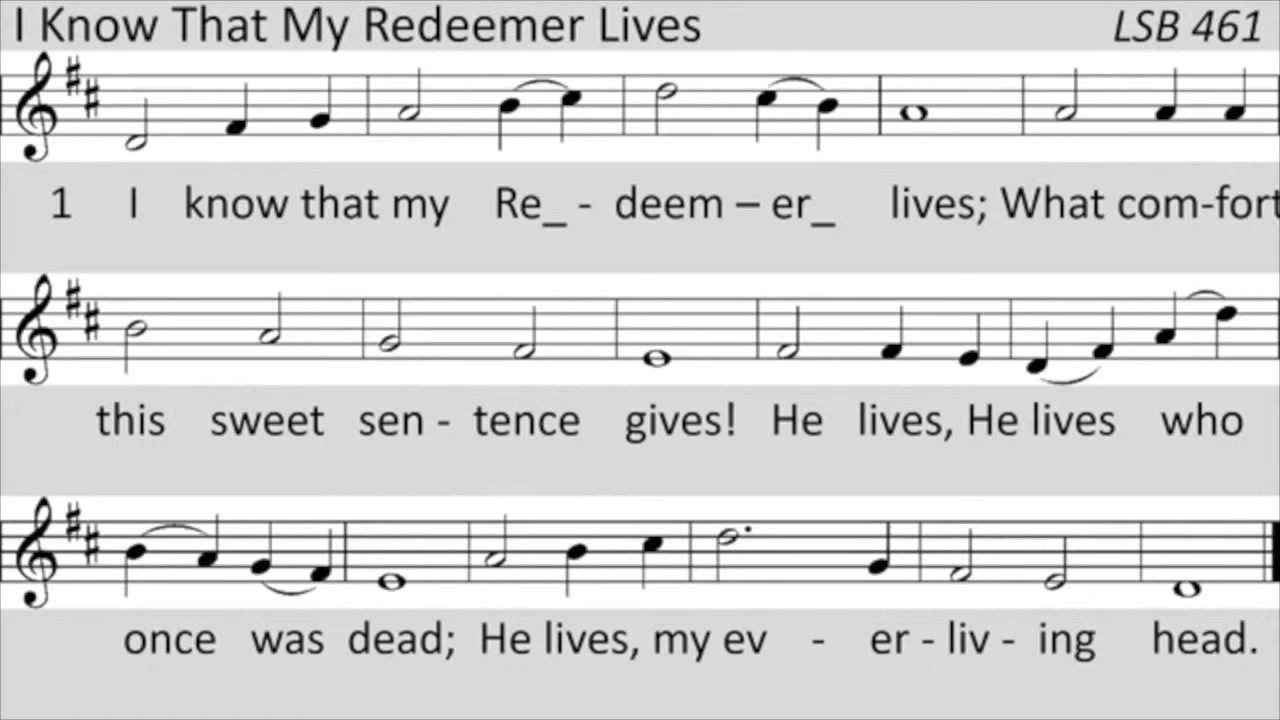 I Know That My Redeemer Lives LSB 461
1 I know that my Re_ - deem – er_ lives; What com-fort
this sweet sen - tence gives! He lives, He lives who
once was dead; He lives, my ev - er - liv - ing head.